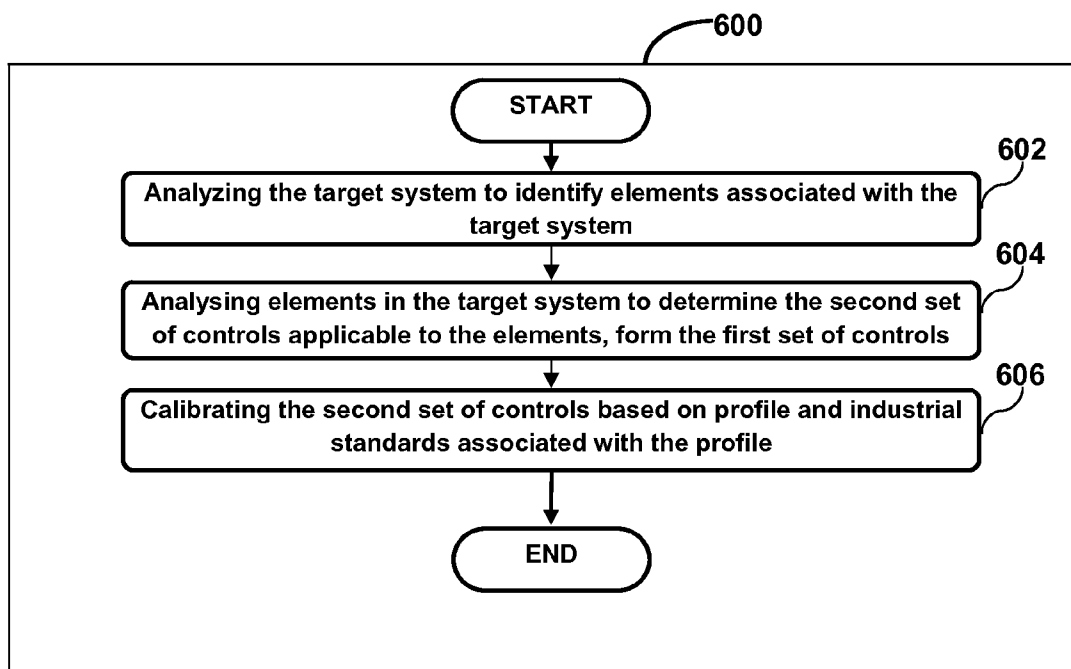 600
START
602
Analyzing the target system to identify elements associated with the
target system
604
Analysing elements in the target system to determine the second set
of controls applicable to the elements, form the first set of controls
606
Calibrating the second set of controls based on profile and industrial
standards associated with the profile
END